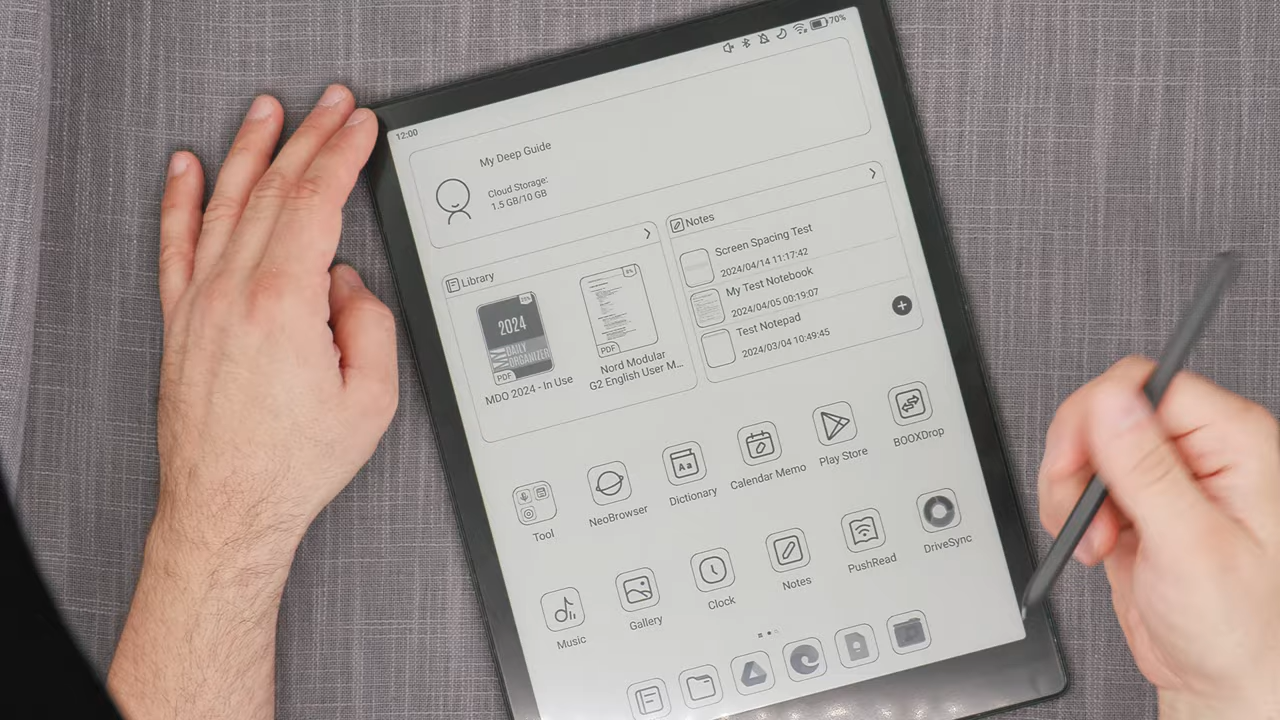 12:00
70%
My Deep Guide
Cloud Storage:
1.5 GB/10 GB
Library
2024
DAILY
ORGANIZER
PDF
MDO 2024 - In Use
PDF
Nord Modular
G2 English User M...
Notes
Screen Spacing Test
2024/04/14 11:17:42
My Test Notebook
2024/04/05 00:19:07
Test Notepad
2024/03/04 10:49:45
Tool
NeoBrowser
Aa
Dictionary
Calendar Memo
Play Store
BOOXDrop
Music
Gallery
Clock
Notes
PushRead
DriveSync